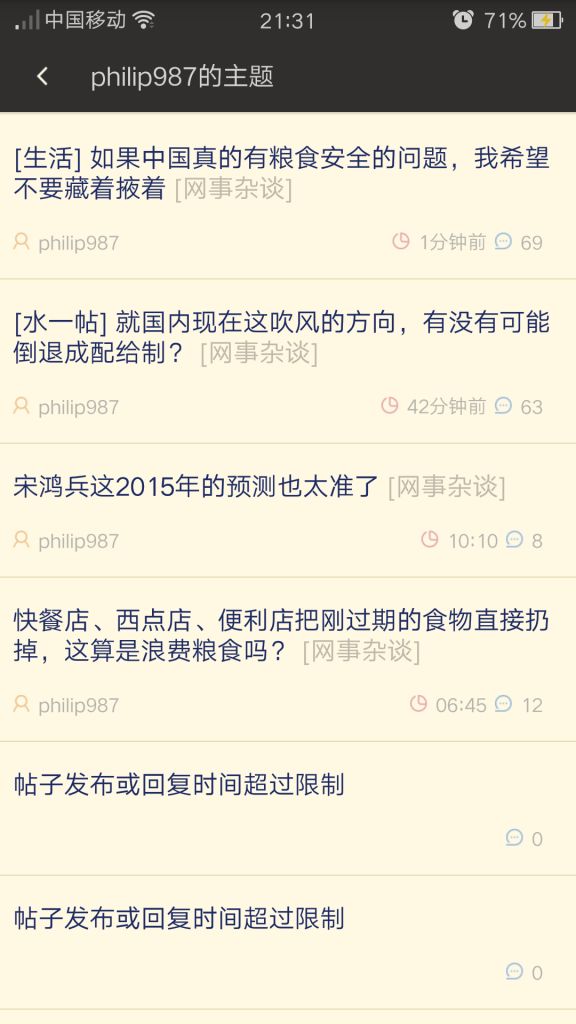 中国移动 21:31 71%
philip987的主题
[生活] 如果中国真的有粮食安全的问题，我希望
不要藏着掖着 [网事杂谈]
philip987 1分钟前 69
[水一帖] 就国内现在这吹风的方向，有没有可能
倒退成配给制？ [网事杂谈]
philip987 42分钟前 63
宋鸿兵这2015年的预测也太准了 [网事杂谈]
philip987 10:10 8
快餐店、西点店、便利店把刚过期的食物直接扔
掉，这算是浪费粮食吗？ [网事杂谈]
philip987 06:45 12
帖子发布或回复时间超过限制
0
帖子发布或回复时间超过限制
0